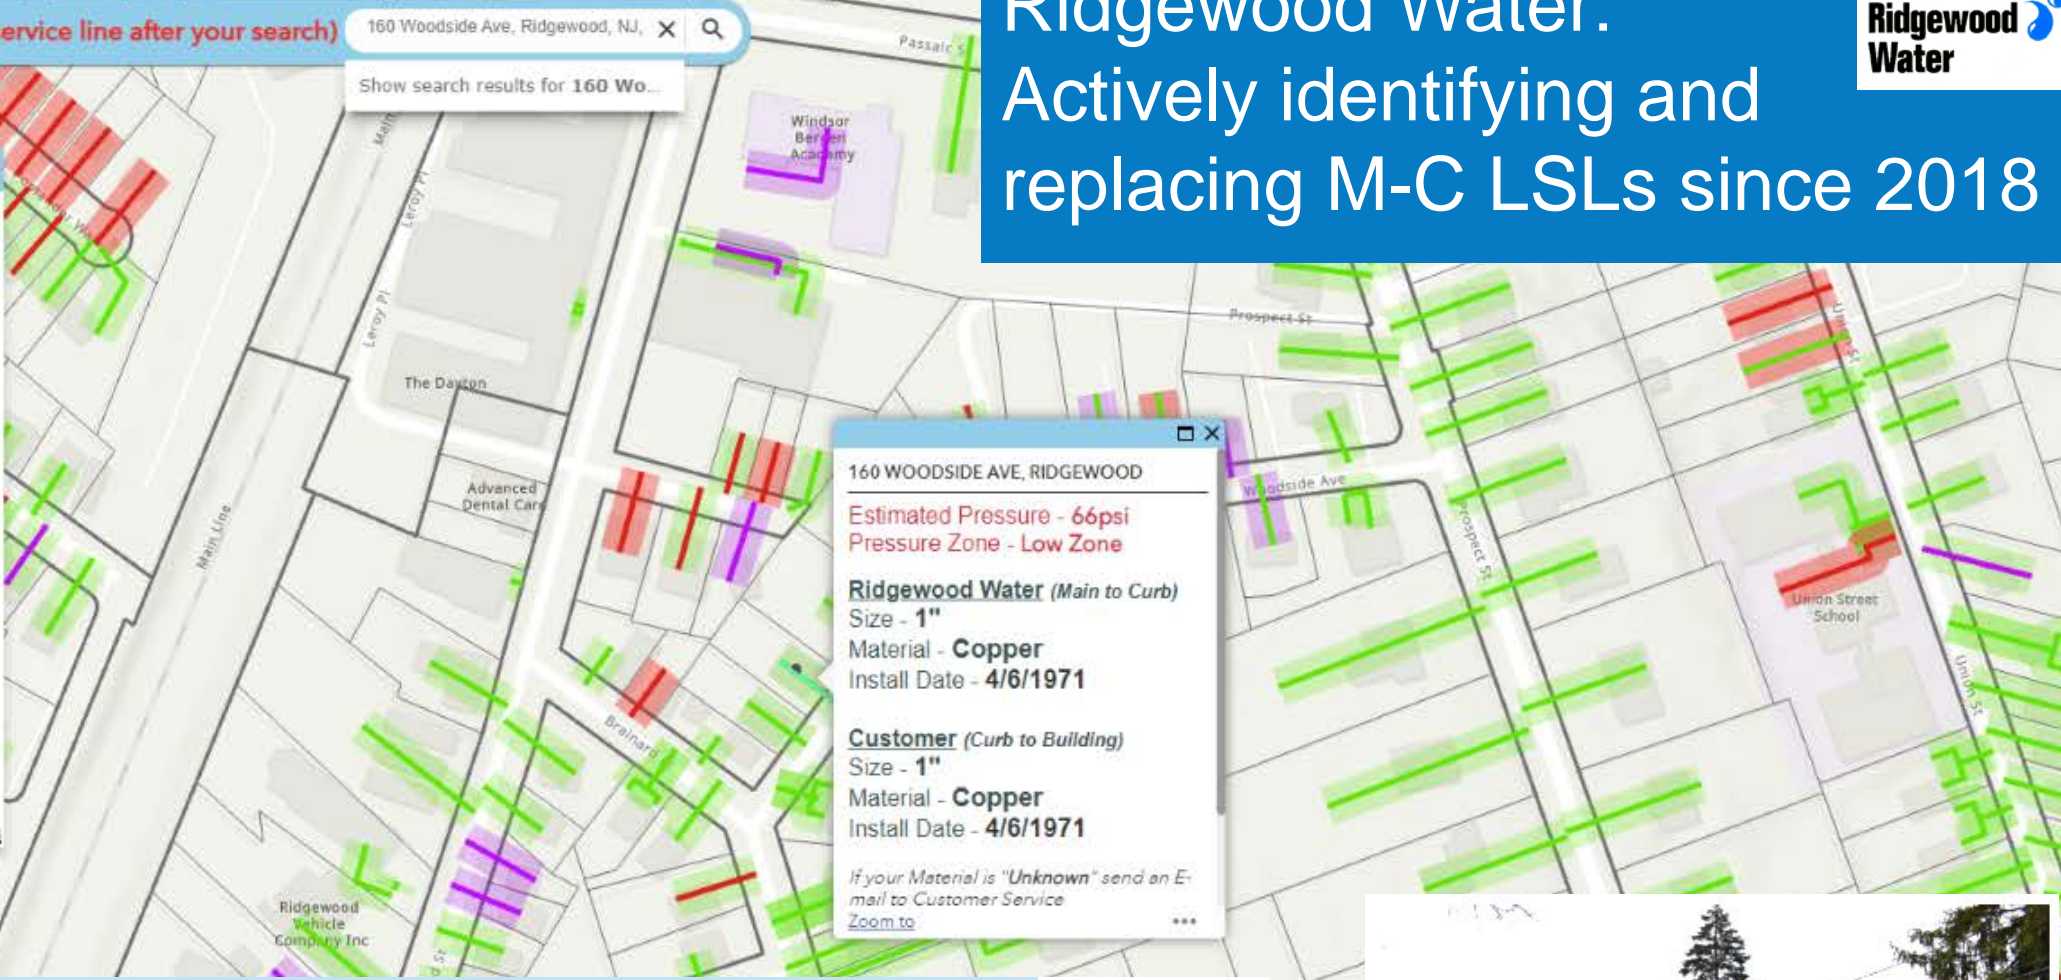 ervice line after your search)
160 Woodside Ave, Ridgewood, NJ,
Show search results for 160 Wo...
Ridgewood Water:
Actively identifying and
replacing M-C LSLs since 2018
Ridgewood
Water
Passaic S
Main
Windsor
Bergen
Academy
Leroy Pl
Leroy Pl
Prospect St
Union St
The Dayton
Advanced
Dental Care
Main Line
Woodside Ave
Prospect St
160 WOODSIDE AVE, RIDGEWOOD
Estimated Pressure - 66psi
Pressure Zone - Low Zone
Ridgewood Water (Main to Curb)
Size - 1"
Material - Copper
Install Date - 4/6/1971
Customer (Curb to Building)
Size - 1"
Material - Copper
Install Date - 4/6/1971
If your Material is "Unknown" send an E-
mail to Customer Service
Zoom to
Union Street
School
Union St
Brainard
Ridgewood
Vehicle
Company Inc